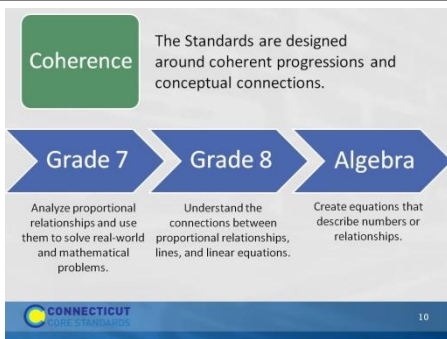 Coherence
The Standards are designed
around coherent progressions and
conceptual connections.
Grade 7
Grade 8
Algebra
Analyze proportional
relationships and use
them to solve real-world
and mathematical
problems.
Understand the
connections between
proportional relationships,
lines, and linear equations.
Create equations that
describe numbers or
relationships.
CONNECTICUT
CORE STANDARDS
10